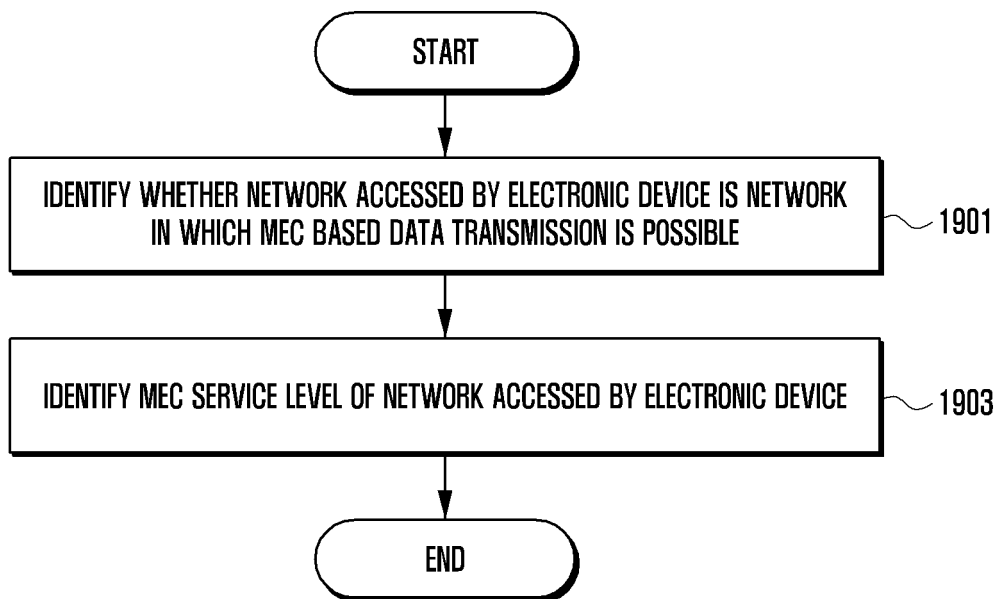 START
IDENTIFY WHETHER NETWORK ACCESSED BY ELECTRONIC DEVICE IS NETWORK
IN WHICH MEC BASED DATA TRANSMISSION IS POSSIBLE
1901
IDENTIFY MEC SERVICE LEVEL OF NETWORK ACCESSED BY ELECTRONIC DEVICE
1903
END